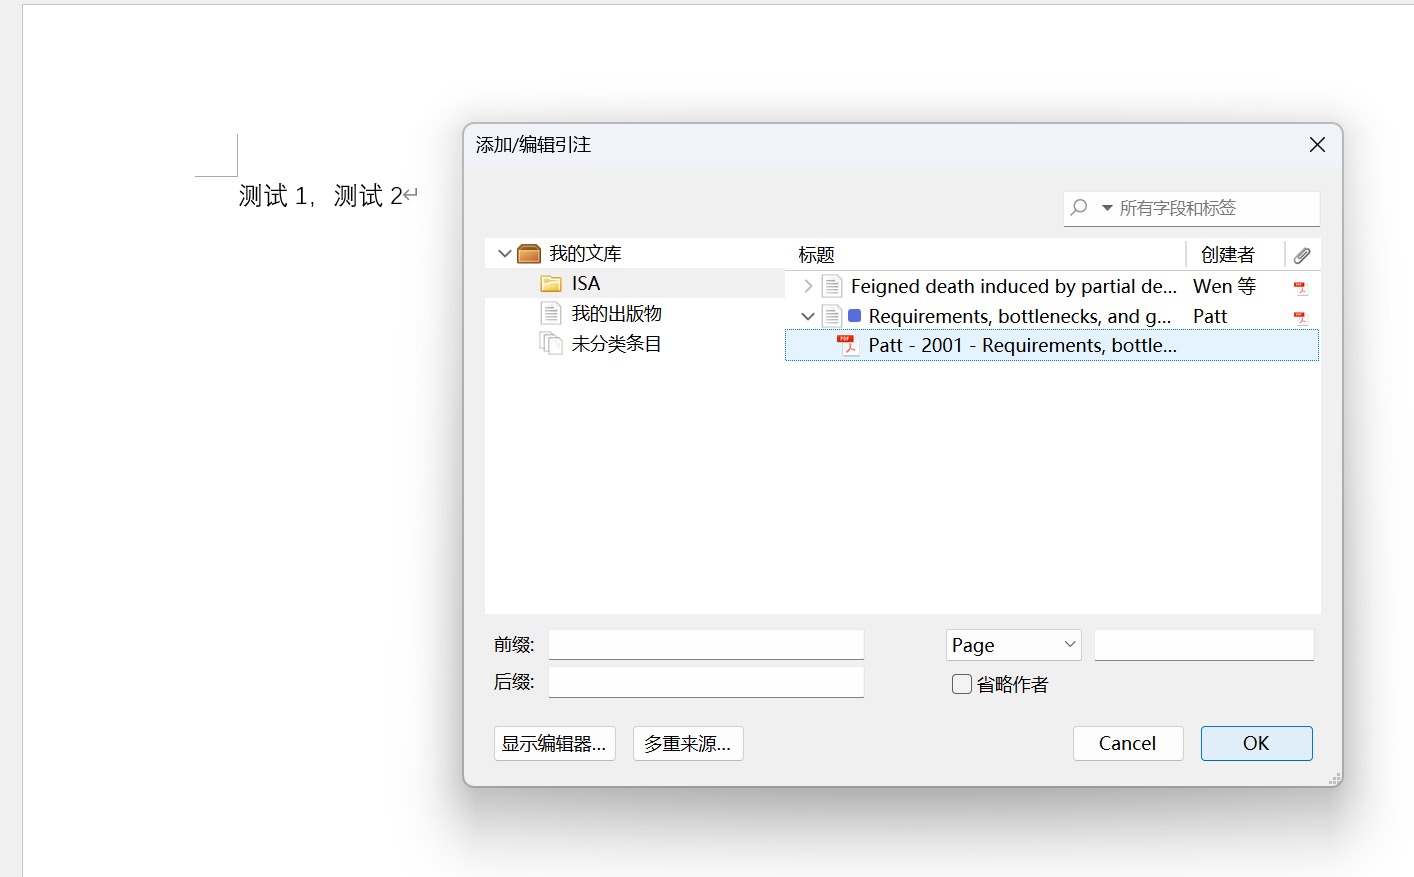 添加/编辑引注
测试 1，测试 2
所有字段和标签
我的文库
标题
创建者
ISA
Feigned death induced by partial de...
Wen 等
我的出版物
Requirements, bottlenecks, and g...
Patt
未分类条目
Patt - 2001 - Requirements, bottle...
前缀:
Page
后缀:
省略作者
显示编辑器...
多重来源...
Cancel
OK